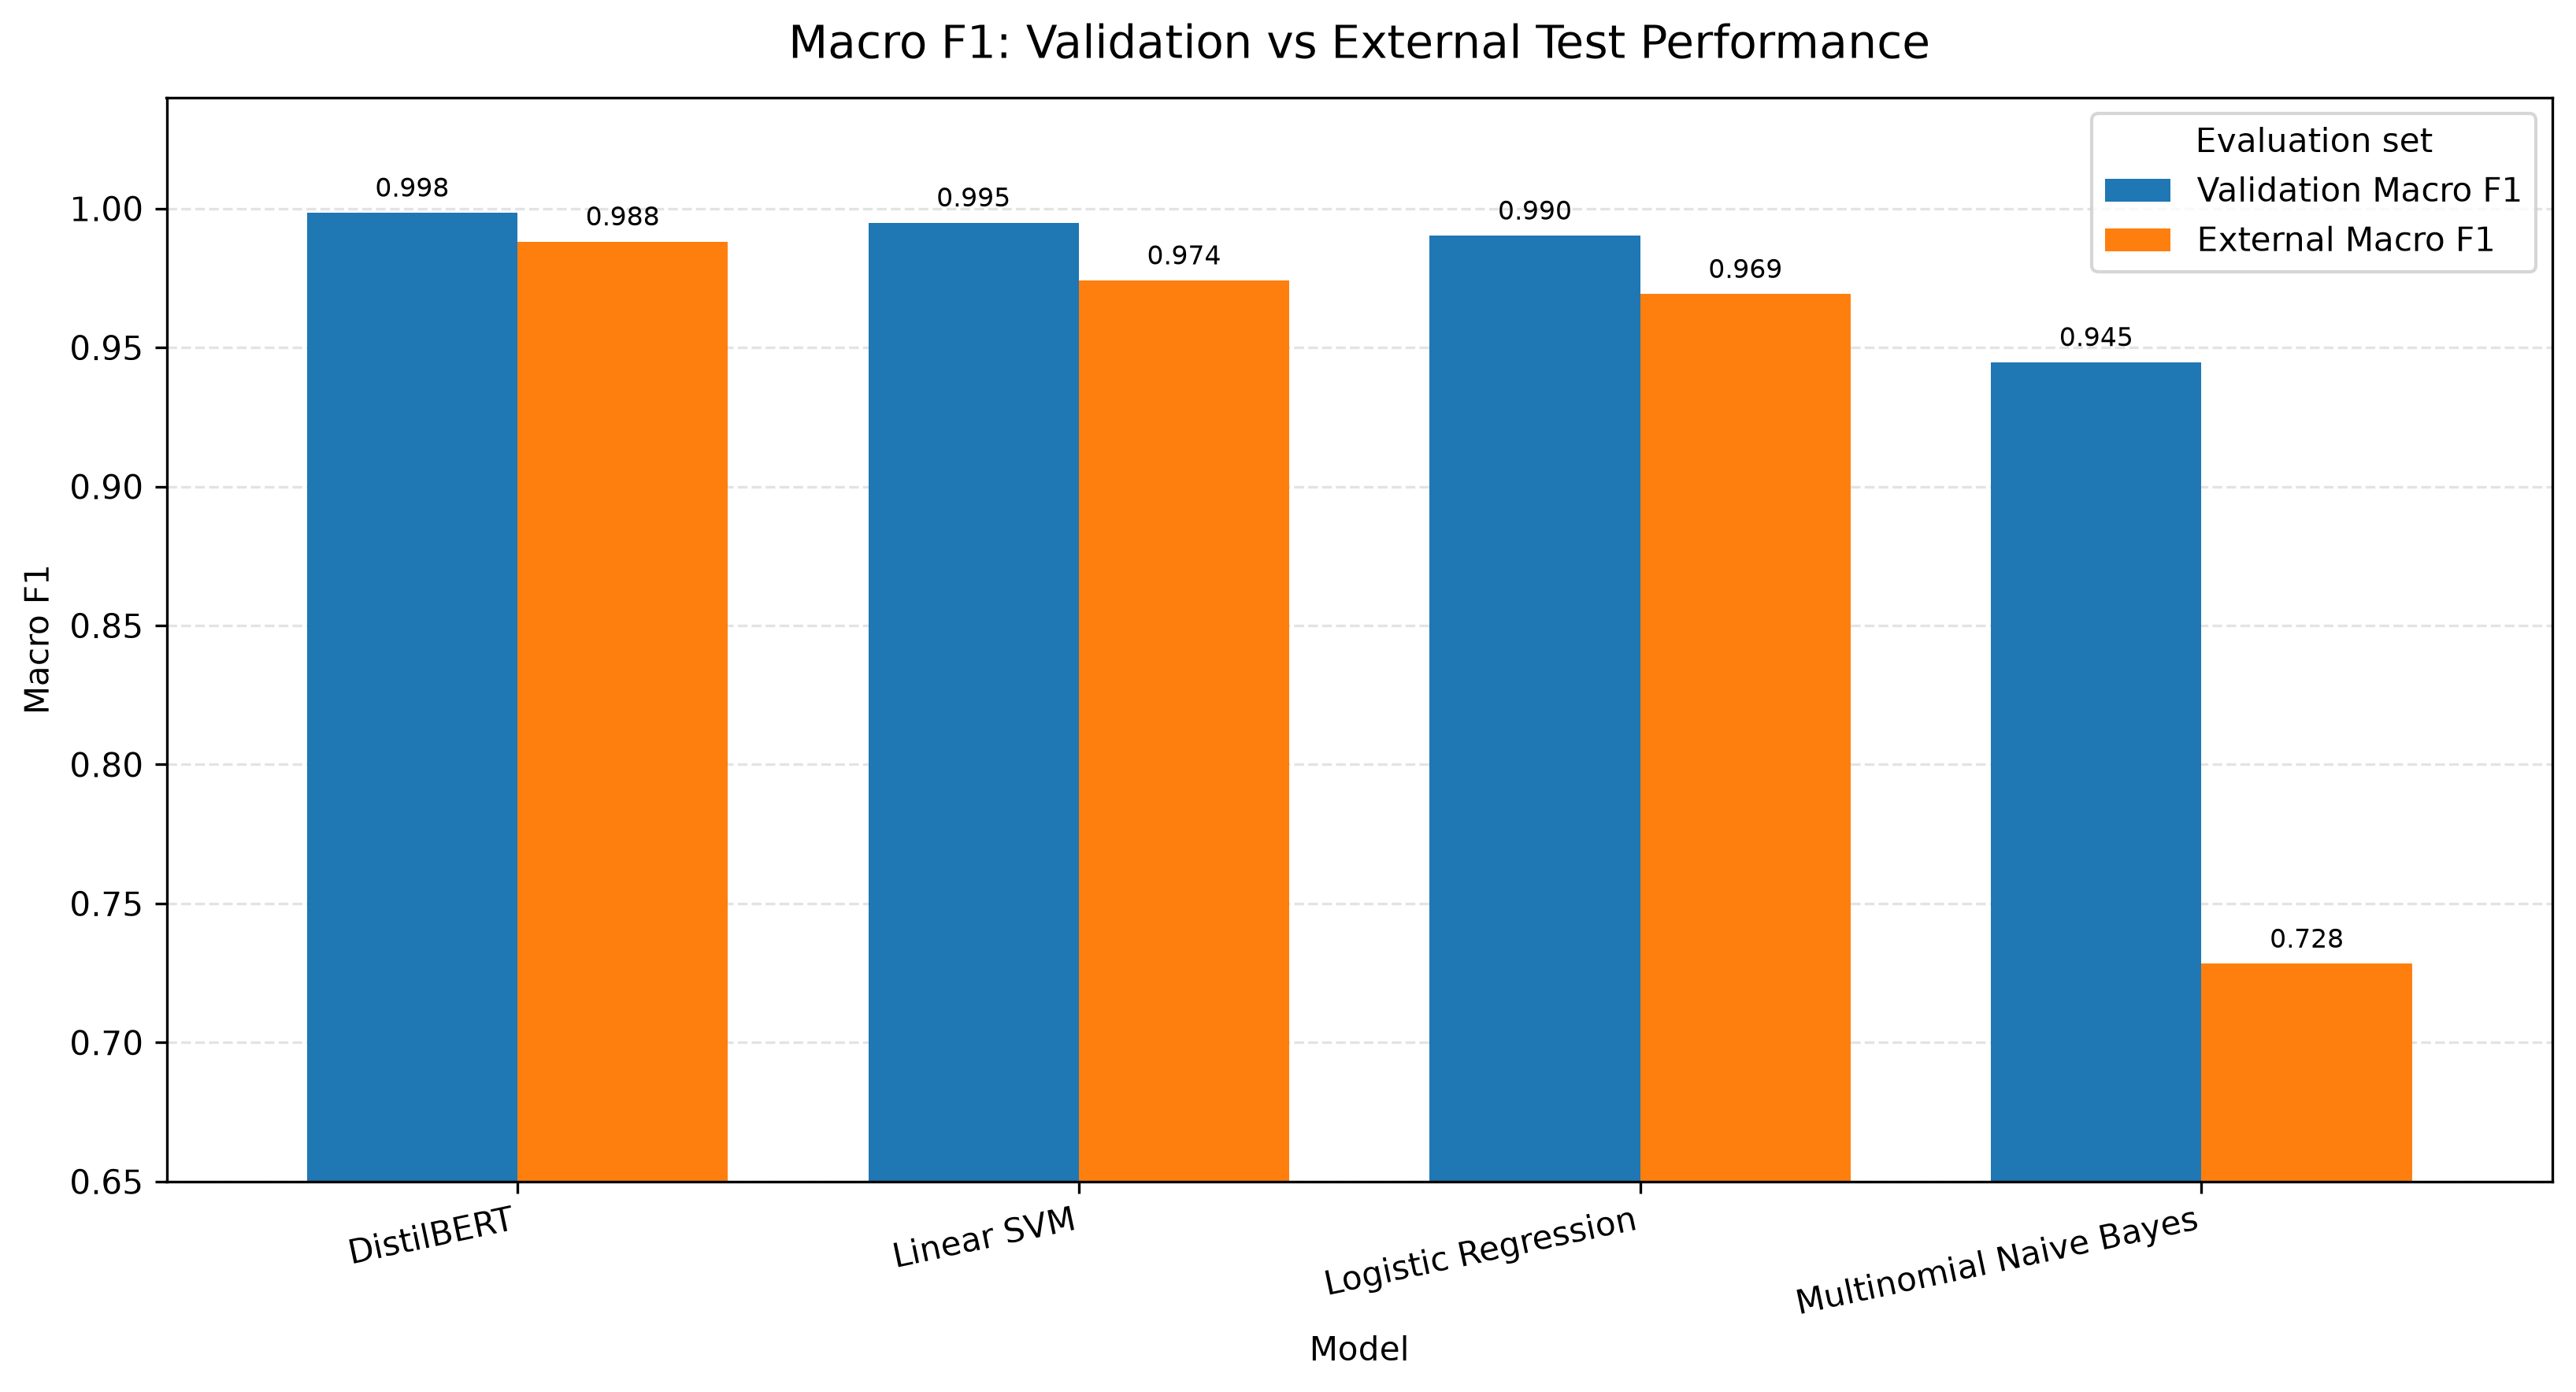 Macro F1: Validation vs External Test Performance
Evaluation set
Validation Macro F1
External Macro F1
Macro F1
1.00
0.95
0.90
0.85
0.80
0.75
0.70
0.65
0.998
0.988
0.995
0.974
0.990
0.969
0.945
0.728
DistilBERT
Linear SVM
Logistic Regression
Multinomial Naive Bayes
Model